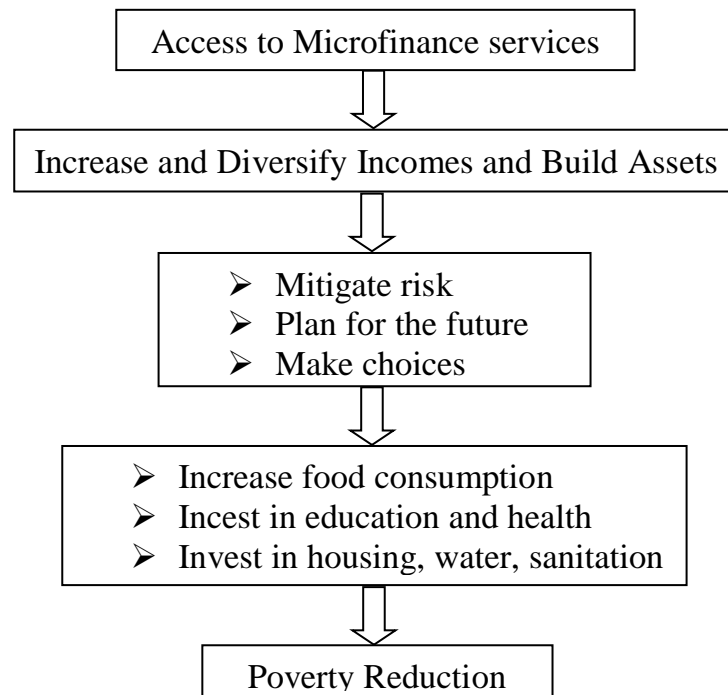 Access to Microfinance services
Increase and Diversify Incomes and Build Assets
➢ Mitigate risk
➢ Plan for the future
➢ Make choices
➢ Increase food consumption
➢ Incest in education and health
➢ Invest in housing, water, sanitation
Poverty Reduction